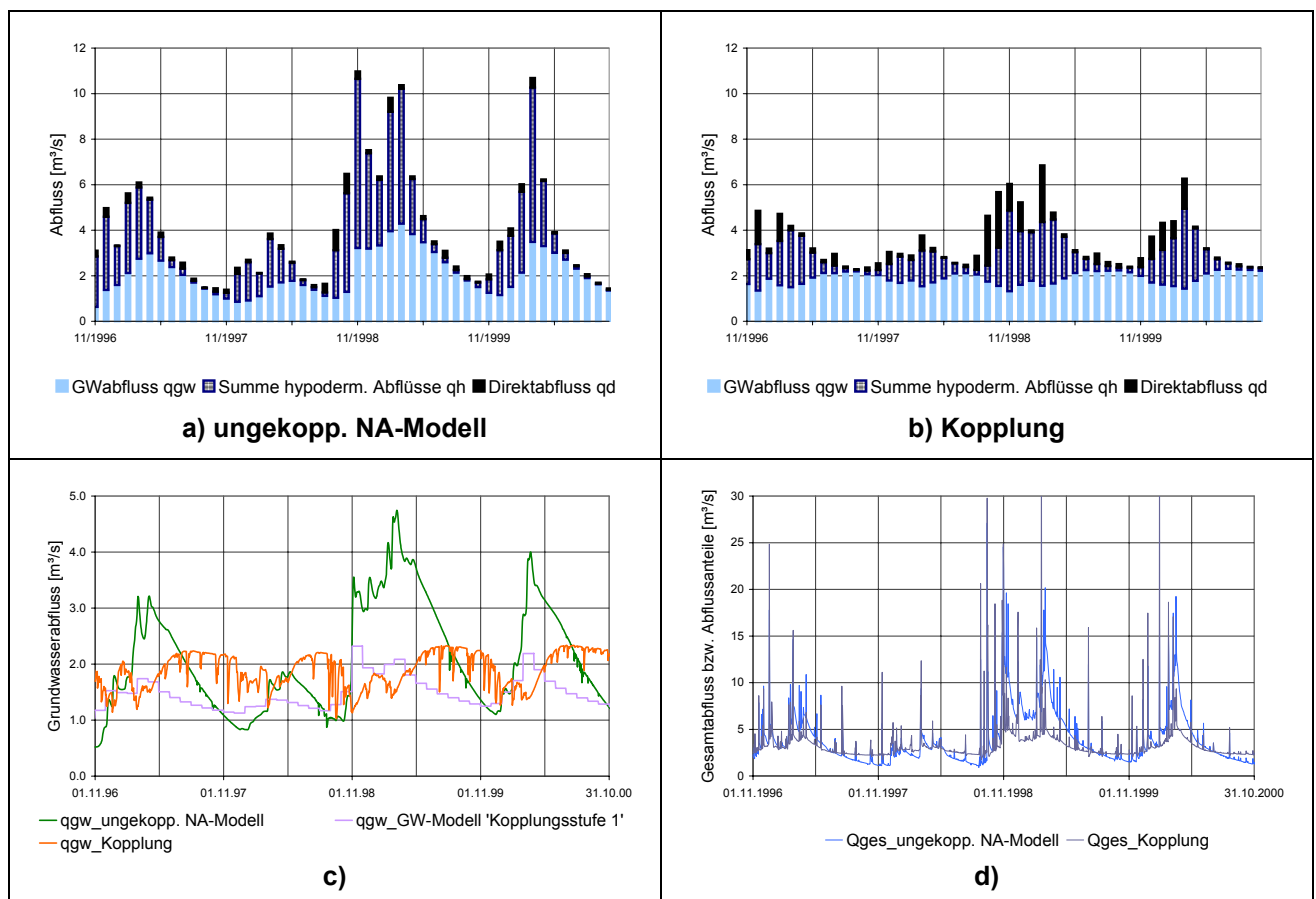 12
10
8
6
4
2
0
Abfluss [m³/s]
11/1996 11/1997 11/1998 11/1999
GWabfluss qgw Summe hypoderm. Abflüsse qh Direktabfluss qd
a) ungekopp. NA-Modell
12
10
8
6
4
2
0
Abfluss [m³/s]
11/1996 11/1997 11/1998 11/1999
GWabfluss qgw Summe hypoderm. Abflüsse qh Direktabfluss qd
b) Kopplung
5.0
4.0
3.0
2.0
1.0
0.0
Grundwasserabfluss [m³/s]
01.11.96 01.11.97 01.11.98 01.11.99 31.10.00
qgw_ungekopp. NA-Modell qgw_GW-Modell 'Kopplungsstufe 1'
qgw_Kopplung
c)
30
25
20
15
10
5
0
Gesamtabfluss bzw. Abflussanteile [m³/s]
01.11.1996 01.11.1997 01.11.1998 01.11.1999 31.10.2000
Qges_ungekopp. NA-Modell Qges_Kopplung
d)